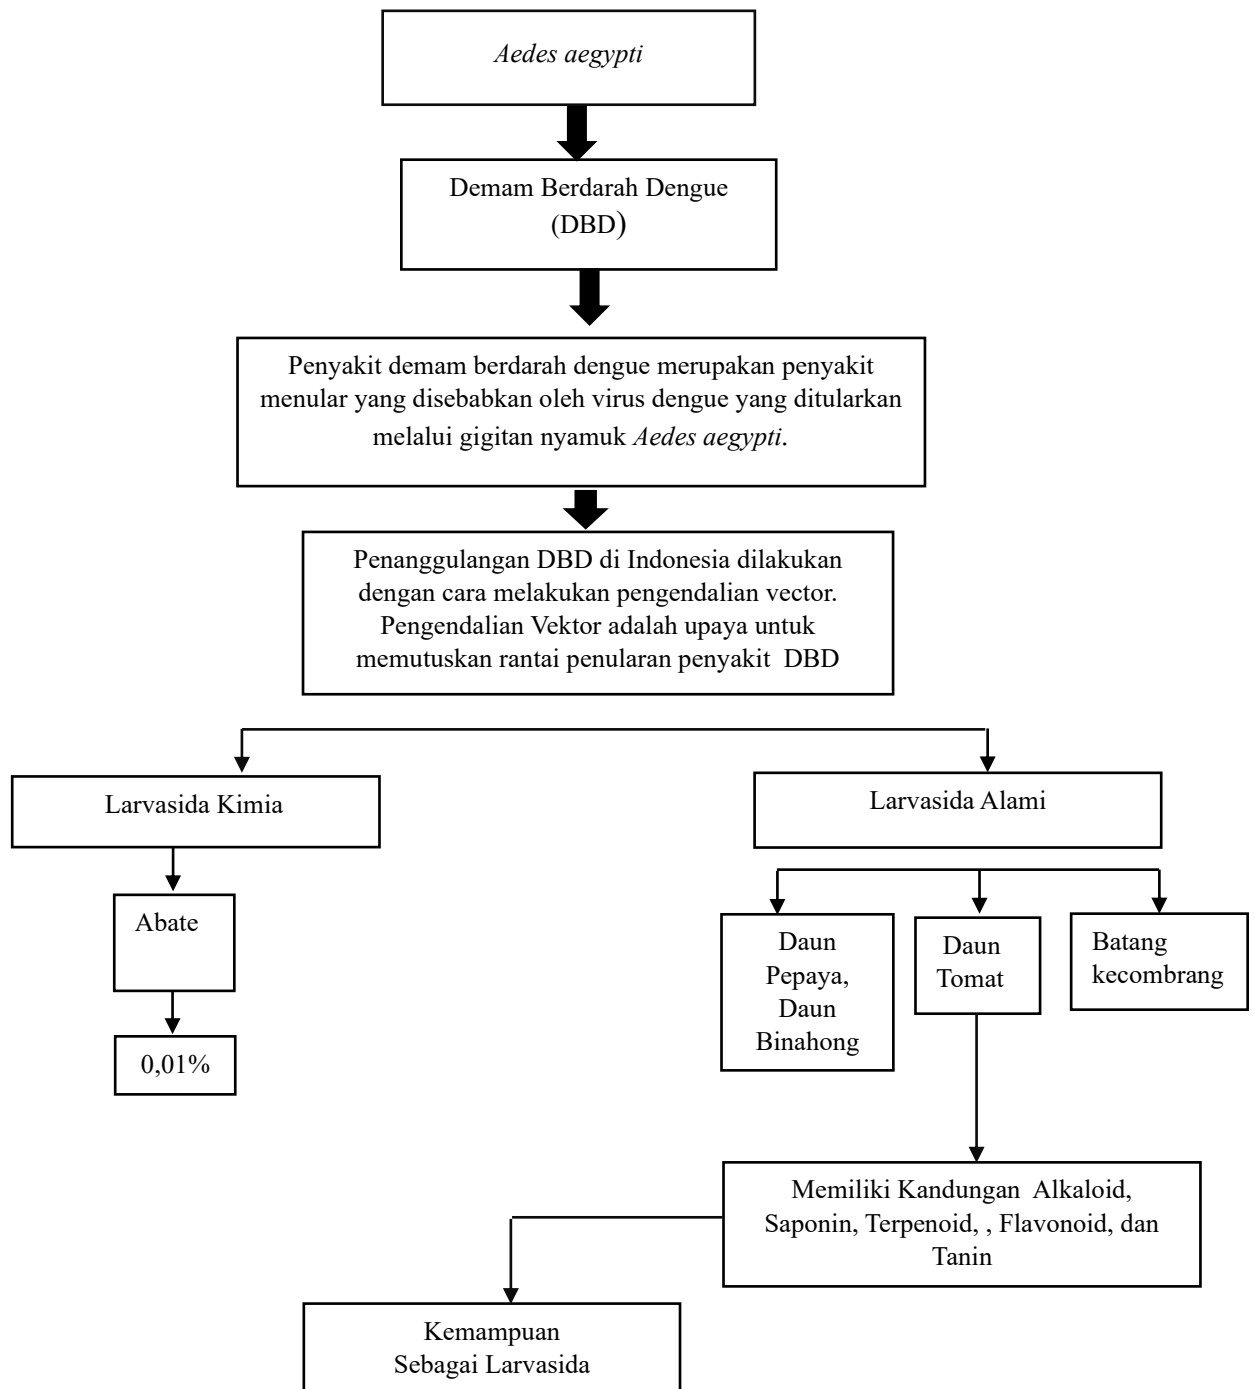 Aedes aegypti
Demam Berdarah Dengue
(DBD)
Penyakit demam berdarah dengue merupakan penyakit
menular yang disebabkan oleh virus dengue yang ditularkan
melalui gigitan nyamuk Aedes aegypti.
Penanggulangan DBD di Indonesia dilakukan
dengan cara melakukan pengendalian vector.
Pengendalian Vektor adalah upaya untuk
memutuskan rantai penularan penyakit  DBD
Larvasida Kimia
Larvasida Alami
Abate
0,01%
Daun
Pepaya,
Daun
Binahong
Daun
Tomat
Batang
kecombrang
Memiliki Kandungan  Alkaloid,
Saponin, Terpenoid, , Flavonoid, dan
Tanin
Kemampuan
Sebagai Larvasida